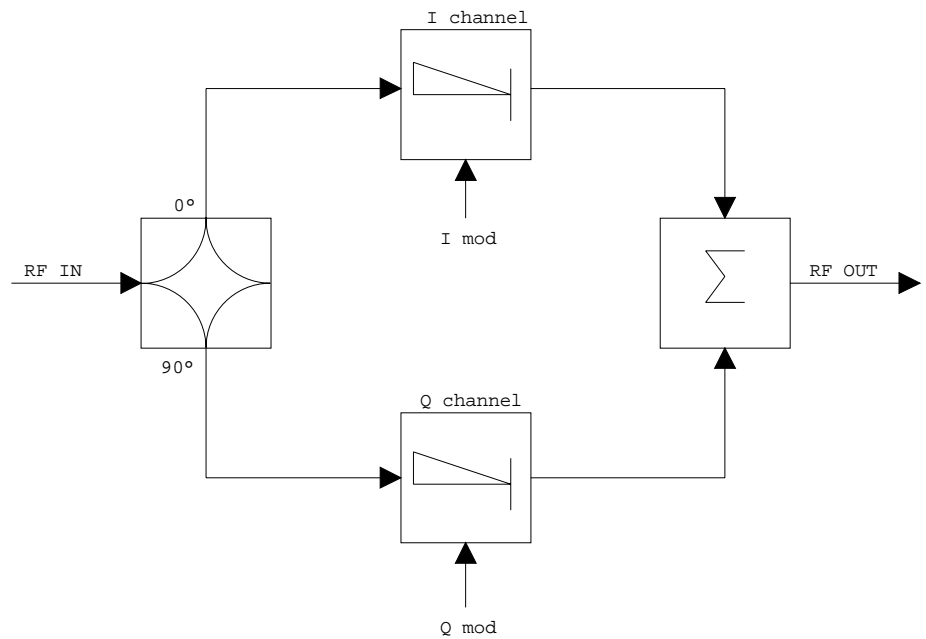 I channel
I mod
0°
RF IN
Σ
RF OUT
90°
Q channel
Q mod